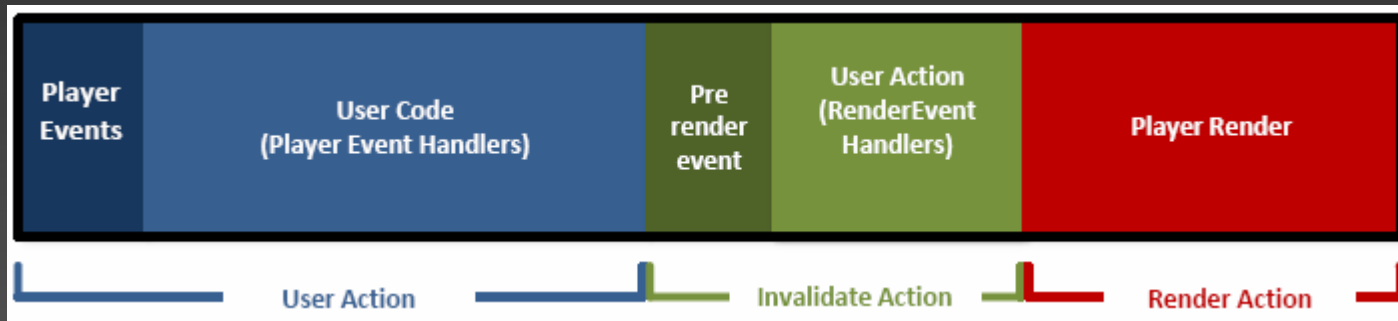 Player
Events
User Code
(Player Event Handlers)
Pre
render
event
User Action
(RenderEvent
Handlers)
Player Render
User Action
Invalidate Action
Render Action